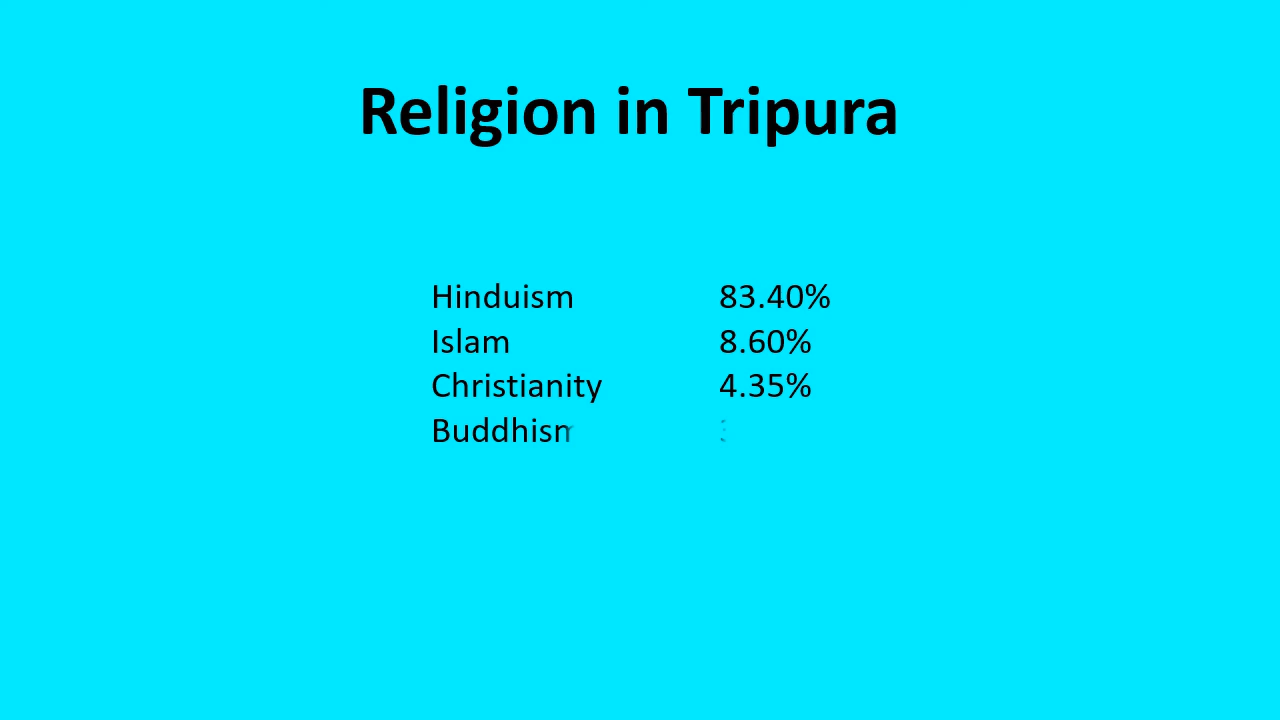 Religion in Tripura
Hinduism 83.40%
Islam 8.60%
Christianity 4.35%
Buddhism